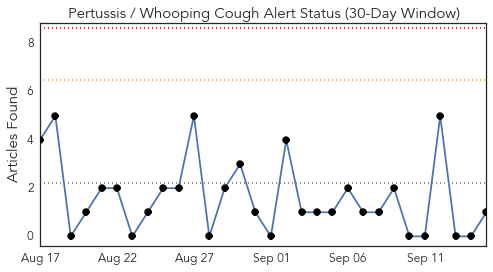 Pertussis / Whooping Cough Alert Status (30-Day Window)
Articles Found
8
6
4
2
0
Aug 17 Aug 22 Aug 27 Sep 01 Sep 06 Sep 11